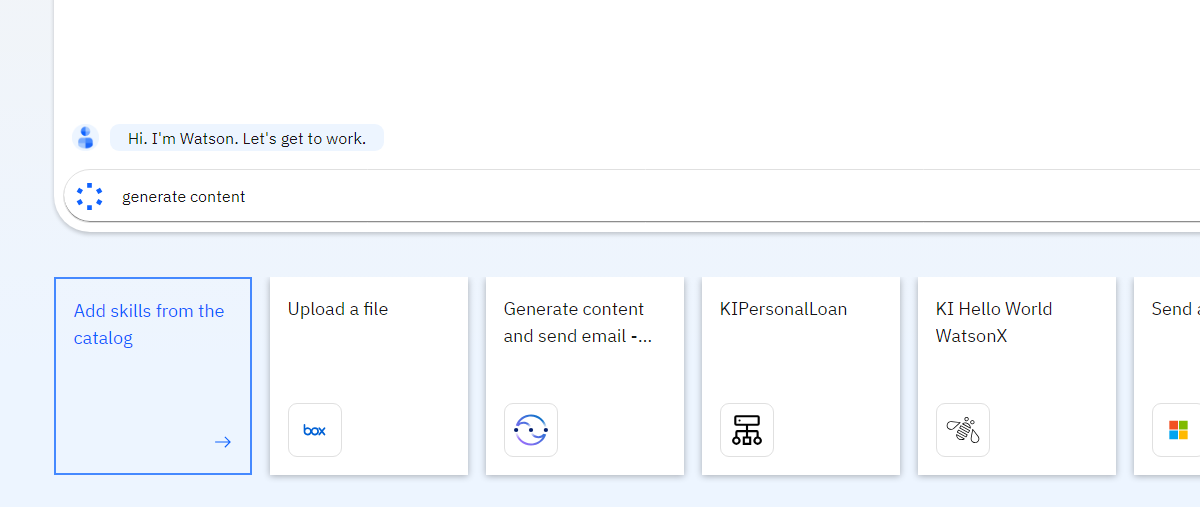 Hi. I'm Watson. Let's get to work.
generate content
Add skills from the
catalog
Upload a file
Generate content
and send email -...
KIPersonalLoan
KI Hello World
WatsonX
Send
box